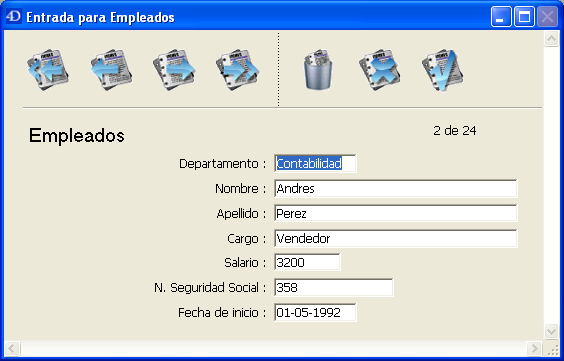 4D Entrada para Empleados
Empleados
2 de 24
Departamento : Contabilidad
Nombre : Andres
Apellido : Perez
Cargo : Vendedor
Salario : 3200
N. Seguridad Social : 358
Fecha de inicio : 01-05-1992